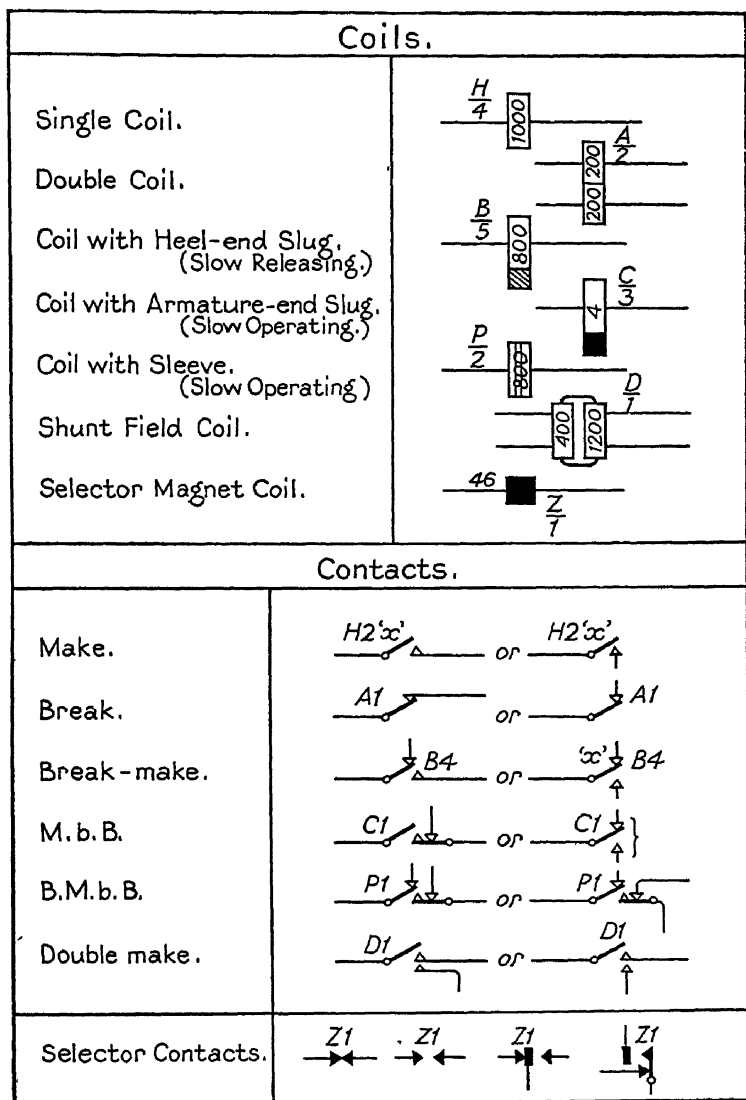 Coils.
Single Coil.
H
4
1000
Double Coil.
A
2
200
200
Coil with Heel-end Slug.
(Slow Releasing.)
B
5
800
Coil with Armature-end Slug.
(Slow Operating.)
C
3
4
Coil with Sleeve.
(Slow Operating)
P
2
800
Shunt Field Coil.
D
1
400 1200
Selector Magnet Coil.
46
Z
1
Contacts.
Make. H2'x' or H2'x'
Break. A1 or A1
Break-make. B4 or 'x' B4
M.b.B. C1 or C1
B.M.b.B. P1 or P1
Double make. D1 or D1
Selector Contacts. Z1 Z1 Z1 Z1